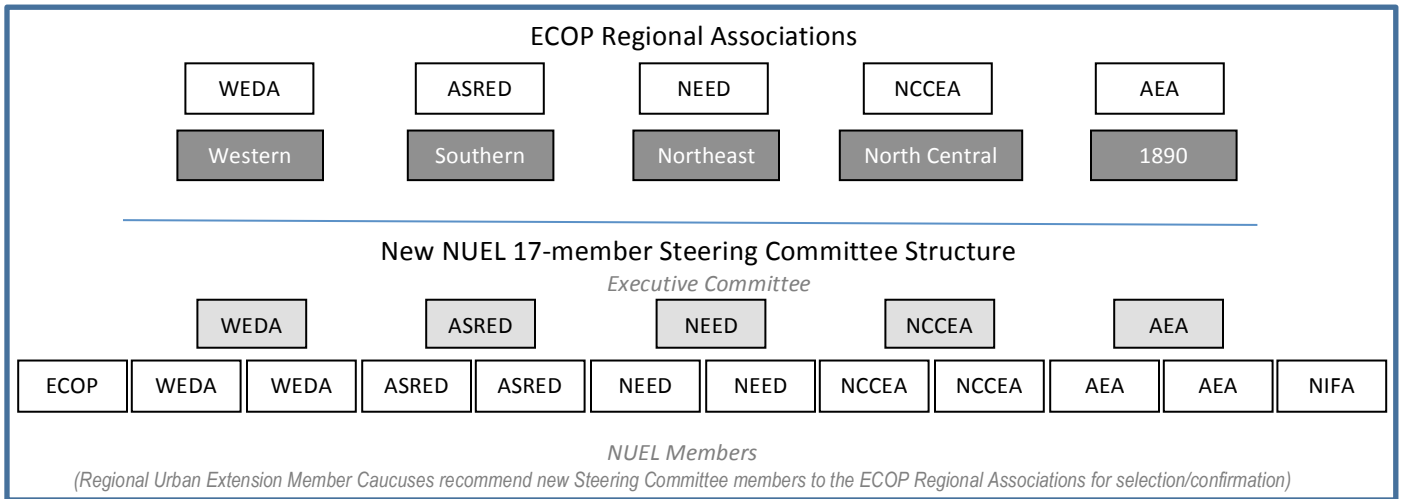 ECOP Regional Associations
WEDA ASRED NEED NCCEA AEA
Western Southern Northeast North Central 1890
New NUEL 17-member Steering Committee Structure
Executive Committee
WEDA ASRED NEED NCCEA AEA
ECOP WEDA WEDA ASRED ASRED NEED NEED NCCEA NCCEA AEA AEA NIFA
NUEL Members
(Regional Urban Extension Member Caucuses recommend new Steering Committee members to the ECOP Regional Associations for selection/confirmation)